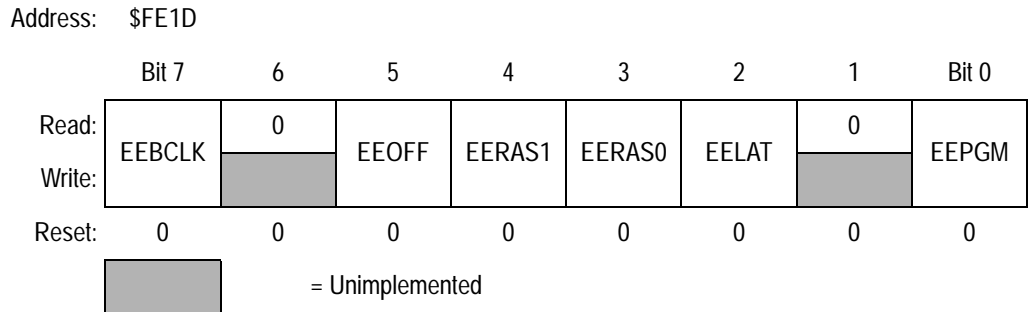 Address: $FE1D
Bit 7 6 5 4 3 2 1 Bit 0
Read: EEBCLK 0 EEOFF EERAS1 EERAS0 EELAT 0 EEPGM
Write:
Reset: 0 0 0 0 0 0 0 0
= Unimplemented